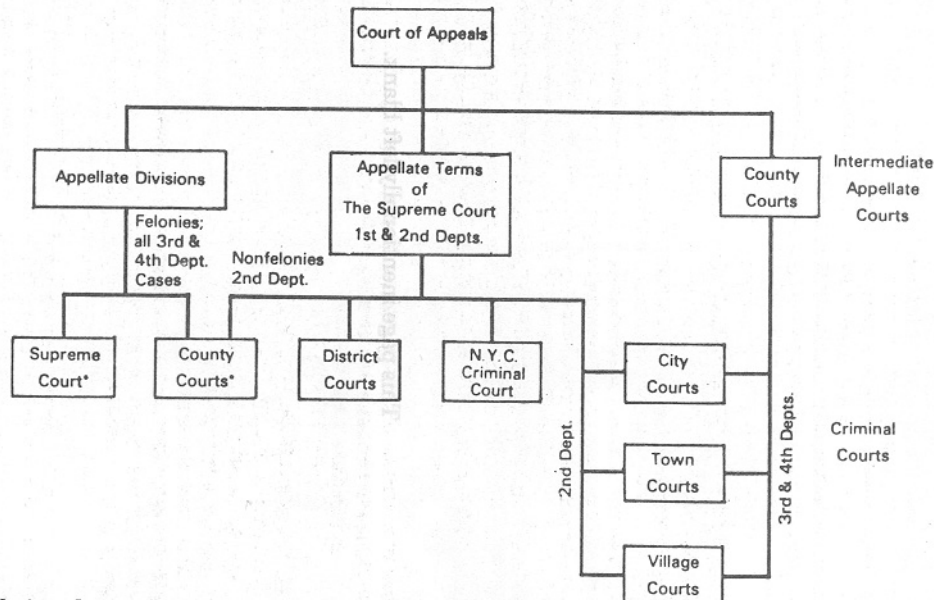 Court of Appeals
Appellate Divisions
Appellate Terms
of
The Supreme Court
1st & 2nd Depts.
County
Courts
Intermediate
Appellate
Courts
Felonies;
all 3rd &
4th Dept.
Cases
Nonfelonies
2nd Dept.
Supreme
Court*
County
Courts*
District
Courts
N.Y.C.
Criminal
Court
City
Courts
Town
Courts
Village
Courts
2nd Dept.
3rd & 4th Depts.
Criminal
Courts